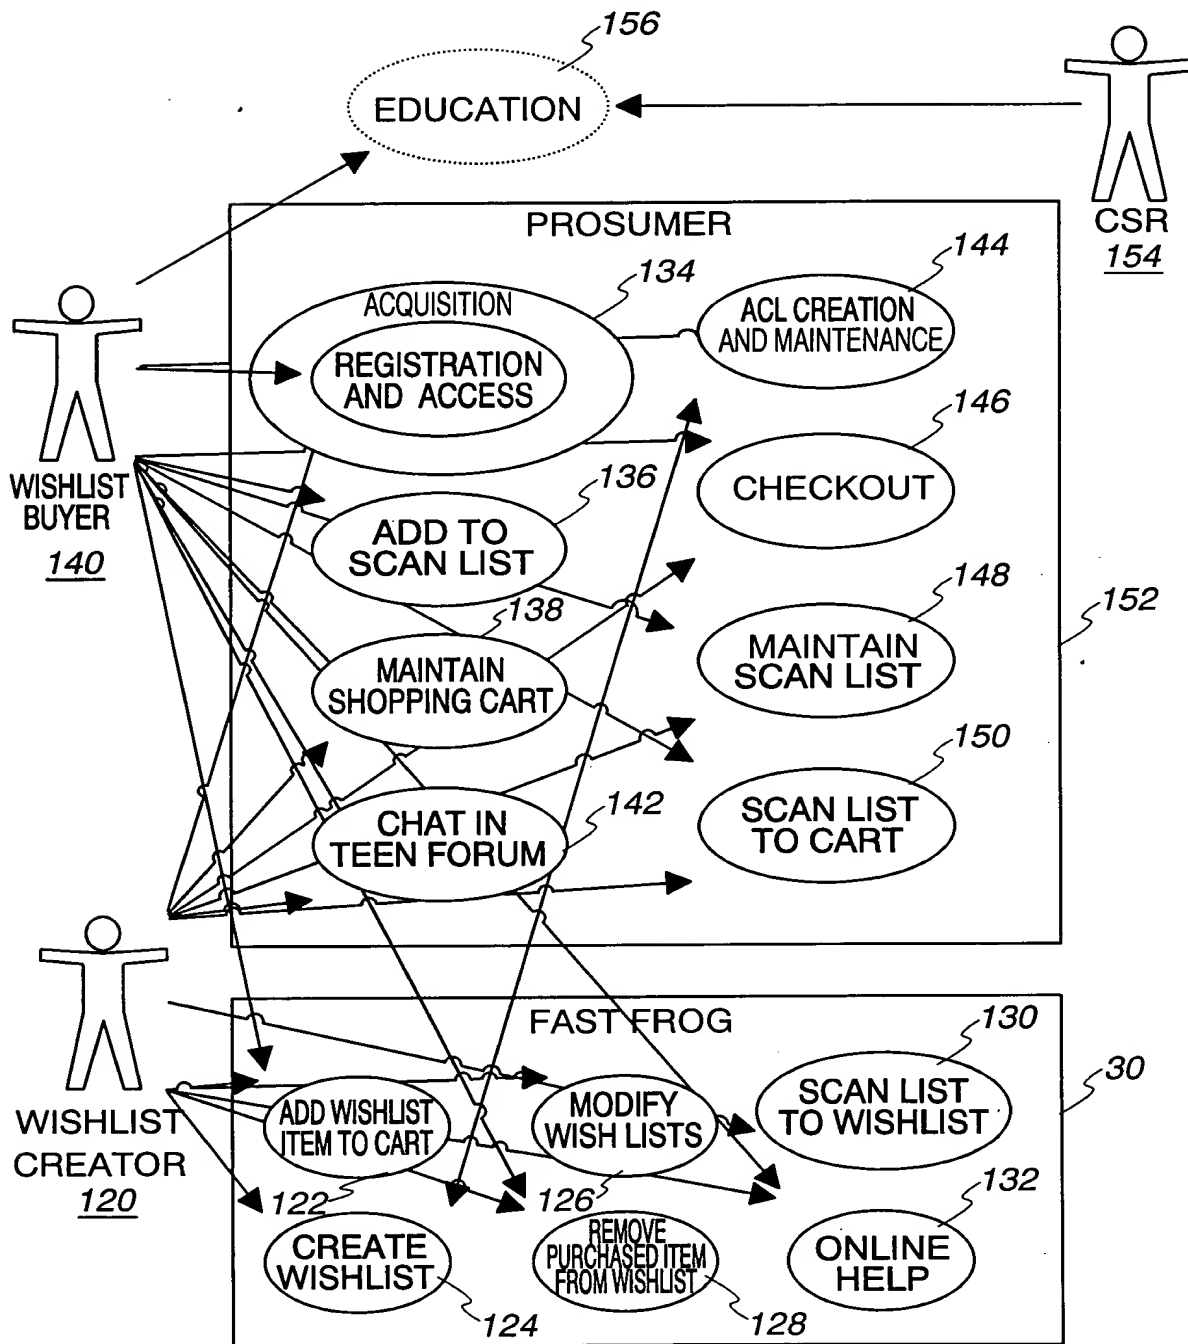 156
EDUCATION
CSR
154
PROSUMER
134
144
ACQUISITION
REGISTRATION
AND ACCESS
ACL CREATION
AND MAINTENANCE
WISHLIST
BUYER
140
136
146
ADD TO
SCAN LIST
CHECKOUT
138
148
152
MAINTAIN
SHOPPING CART
MAINTAIN
SCAN LIST
150
CHAT IN
TEEN FORUM
142
SCAN LIST
TO CART
WISHLIST
CREATOR
120
FAST FROG
130
30
ADD WISHLIST
ITEM TO CART
MODIFY
WISH LISTS
SCAN LIST
TO WISHLIST
122
126
132
CREATE
WISHLIST
REMOVE
PURCHASED ITEM
FROM WISHLIST
ONLINE
HELP
124
128